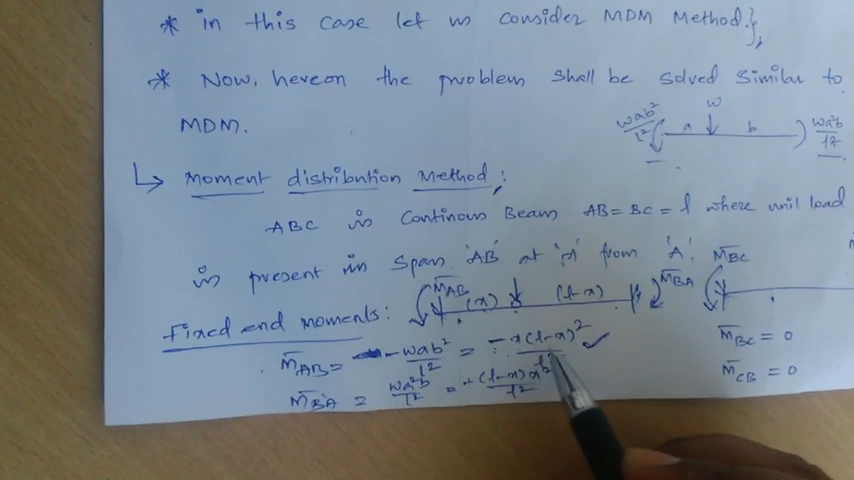 * in this case let us consider MDM Method.},
* Now, hereon the problem shall be solved similar to
MDM.
W
wab²/l² a b wa²b/l²
↳ Moment distribution Method;
ABC is Continous Beam AB = BC = l where unit load
is present in span 'AB' at 'x' from 'A'.
M̅AB (x) (l-x) M̅BA M̅BC
Fixed end moments:
M̅AB = -wab²/l² = -x(l-x)²/l² ✓
M̅BA = wa²b/l² = +(l-x)x²/l²
M̅BC = 0
M̅CB = 0